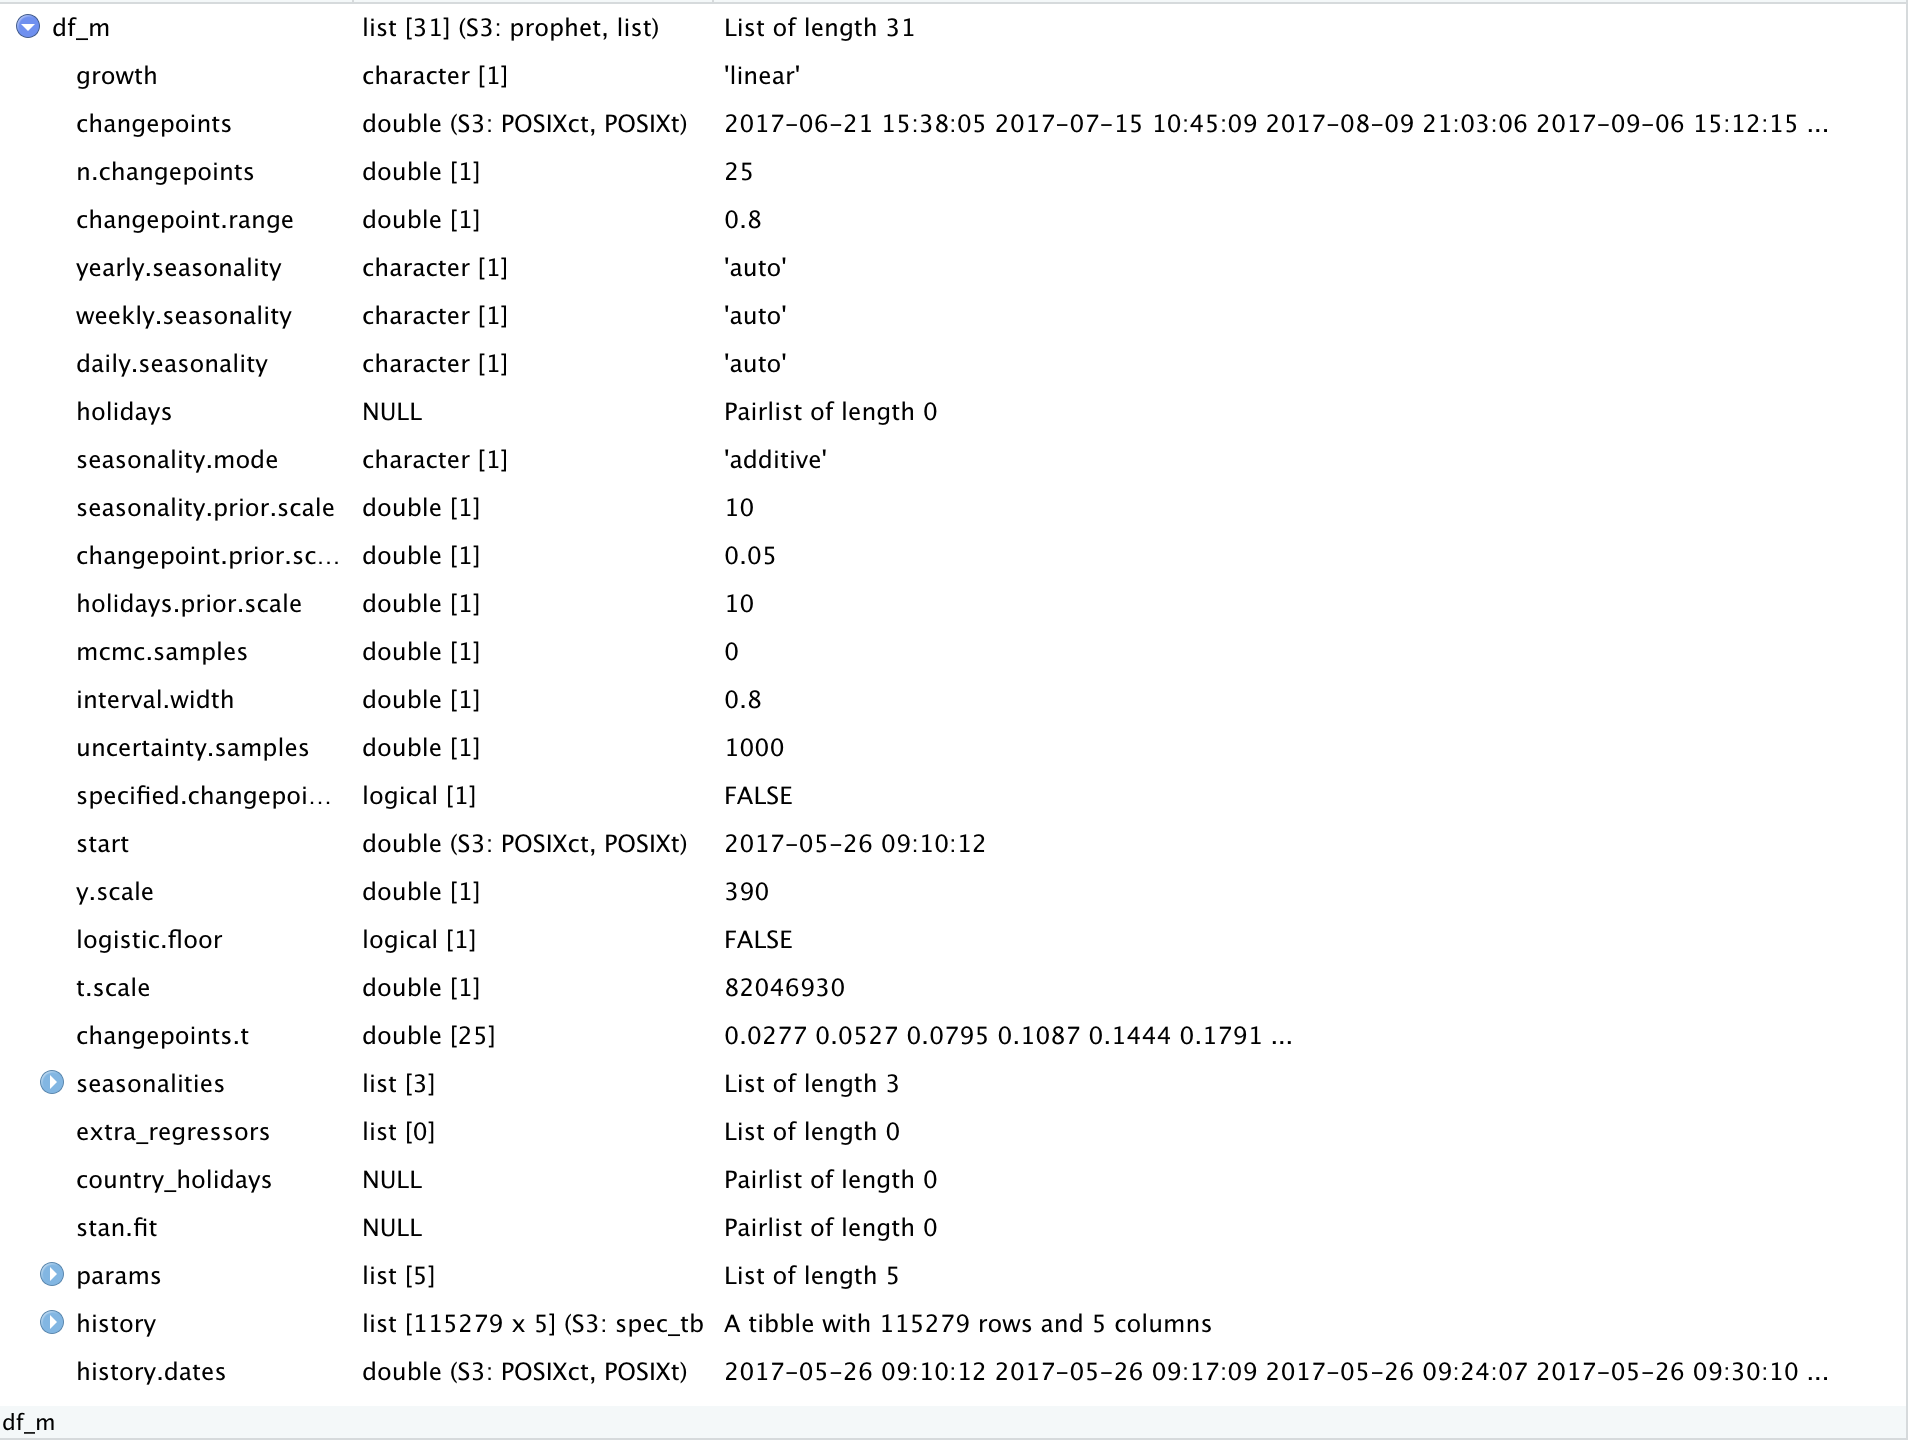 df_m list [31] (S3: prophet, list) List of length 31
growth character [1] 'linear'
changepoints double (S3: POSIXct, POSIXt) 2017-06-21 15:38:05 2017-07-15 10:45:09 2017-08-09 21:03:06 2017-09-06 15:12:15 ...
n.changepoints double [1] 25
changepoint.range double [1] 0.8
yearly.seasonality character [1] 'auto'
weekly.seasonality character [1] 'auto'
daily.seasonality character [1] 'auto'
holidays NULL Pairlist of length 0
seasonality.mode character [1] 'additive'
seasonality.prior.scale double [1] 10
changepoint.prior.sc... double [1] 0.05
holidays.prior.scale double [1] 10
mcmc.samples double [1] 0
interval.width double [1] 0.8
uncertainty.samples double [1] 1000
specified.changepoi... logical [1] FALSE
start double (S3: POSIXct, POSIXt) 2017-05-26 09:10:12
y.scale double [1] 390
logistic.floor logical [1] FALSE
t.scale double [1] 82046930
changepoints.t double [25] 0.0277 0.0527 0.0795 0.1087 0.1444 0.1791 ...
seasonalities list [3] List of length 3
extra_regressors list [0] List of length 0
country_holidays NULL Pairlist of length 0
stan.fit NULL Pairlist of length 0
params list [5] List of length 5
history list [115279 x 5] (S3: spec_tb A tibble with 115279 rows and 5 columns
history.dates double (S3: POSIXct, POSIXt) 2017-05-26 09:10:12 2017-05-26 09:17:09 2017-05-26 09:24:07 2017-05-26 09:30:10 ...
df_m